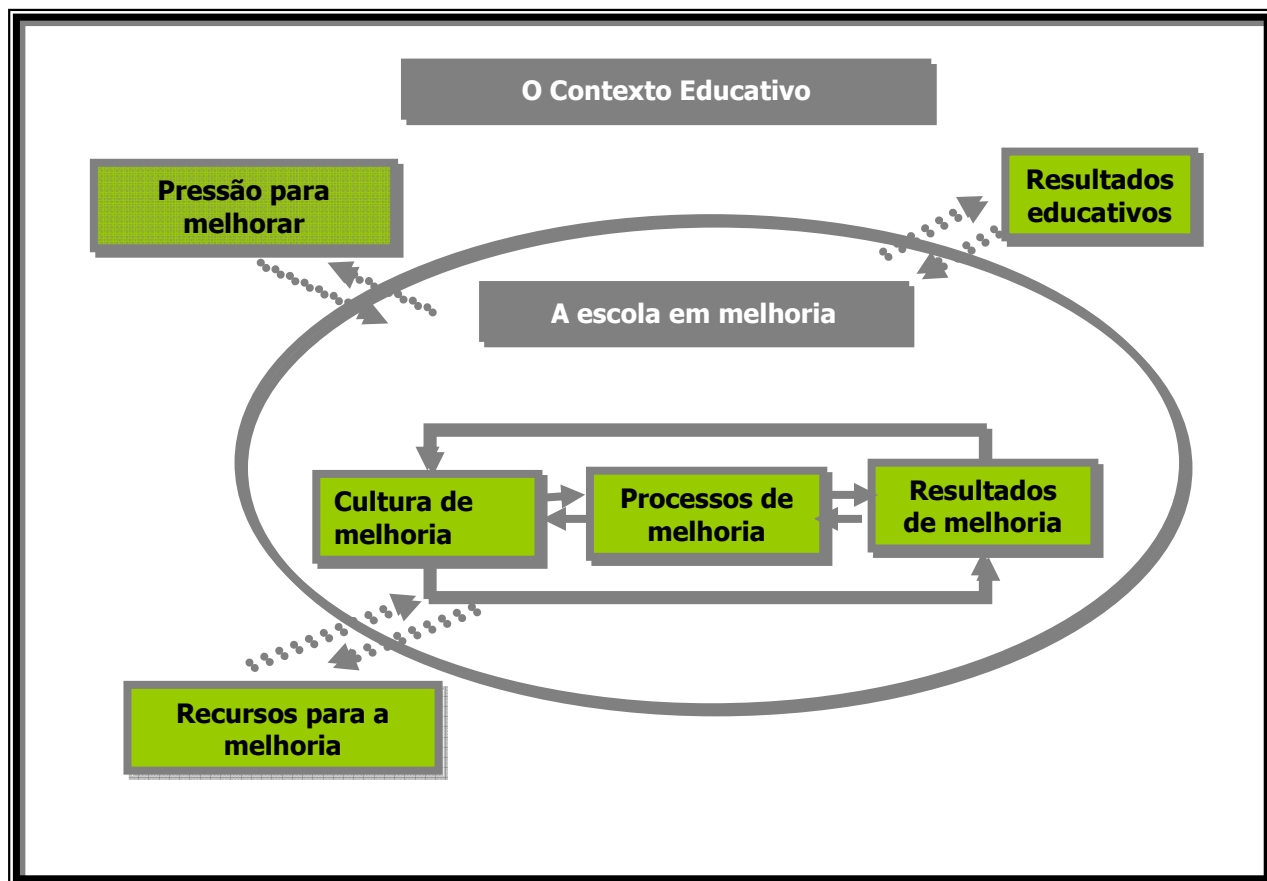 O Contexto Educativo
Pressão para
melhorar
Resultados
educativos
A escola em melhoria
Cultura de
melhoria
Processos de
melhoria
Resultados
de melhoria
Recursos para a
melhoria